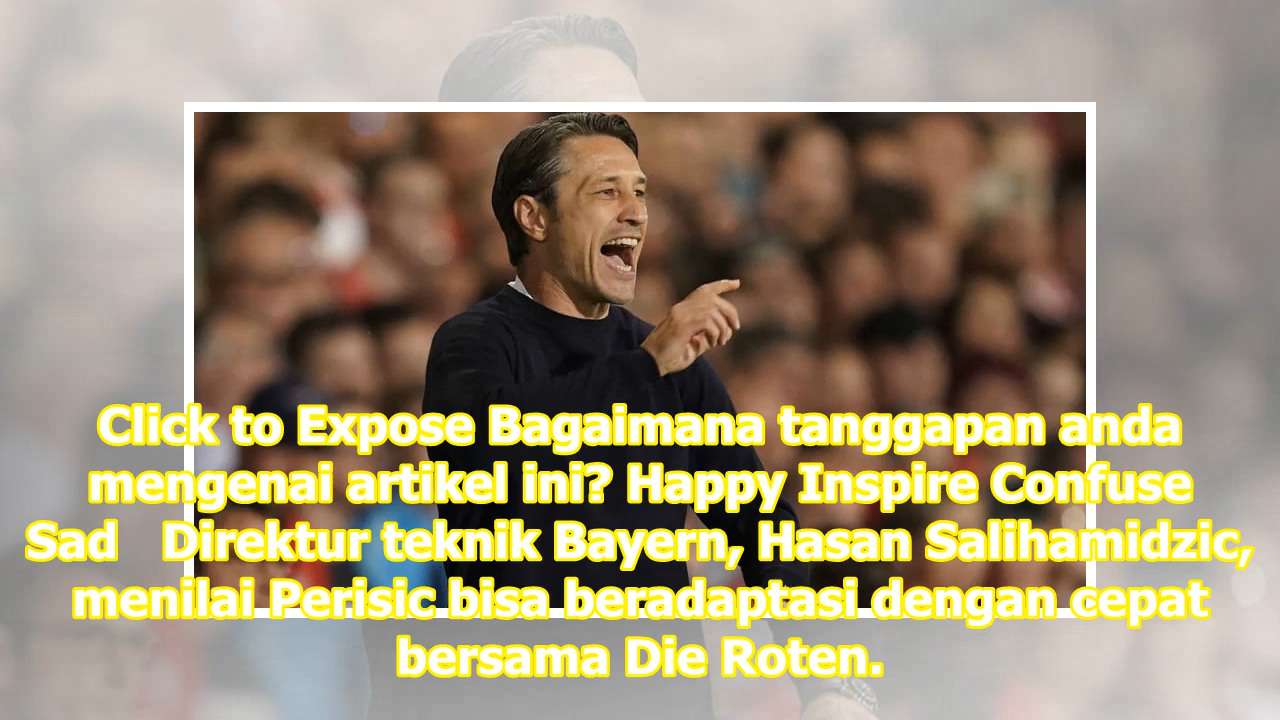 Click to Expose Bagaimana tanggapan anda
mengenai artikel ini? Happy Inspire Confuse
Sad   Direktur teknik Bayern, Hasan Salihamidzic,
menilai Perisic bisa beradaptasi dengan cepat
bersama Die Roten.